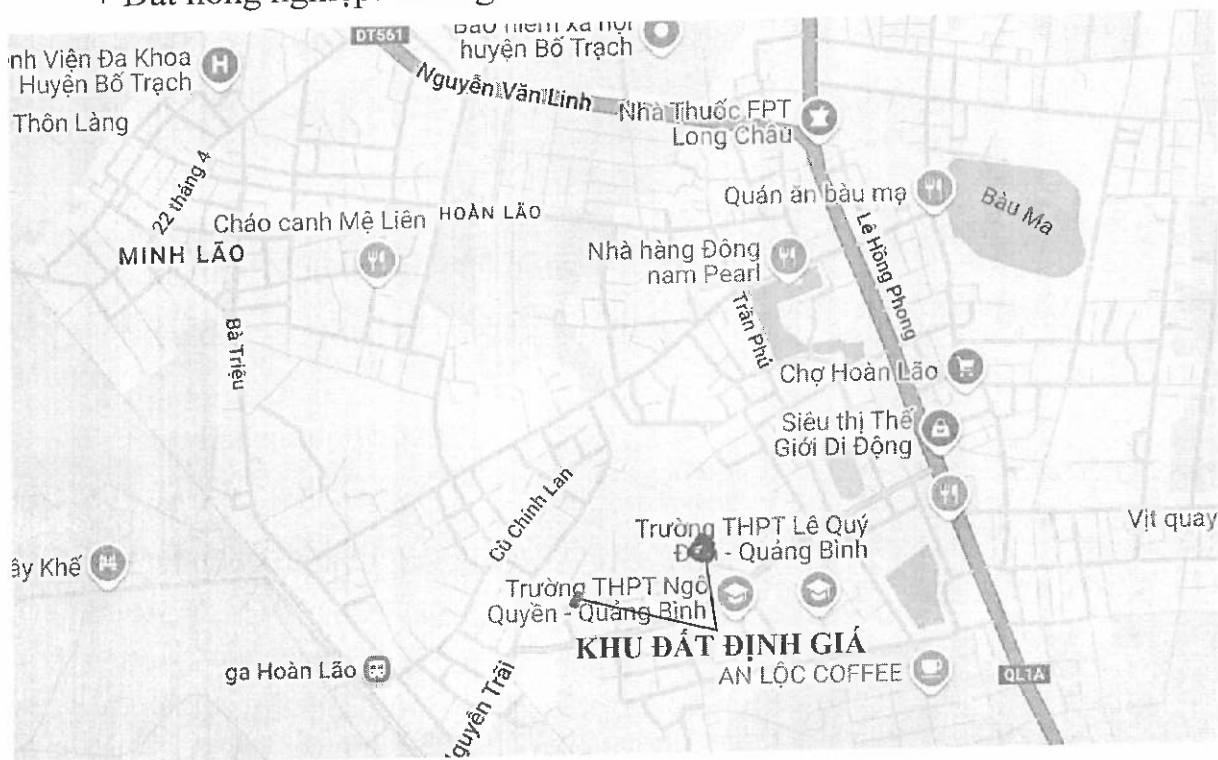 + Đất nông nghiệp:
DT561
huyện Bố Trạch
nh Viện Đa Khoa
Huyện Bố Trạch
Nguyễn Văn Linh
Nhà Thuốc FPT
Long Châu
Thôn Làng
22 tháng 4
Quán ăn bàu mạ
Bàu Mạ
Cháo canh Mệ Liên
HOÀN LÃO
MINH LÃO
Nhà hàng Đông
nam Pearl
Lê Hồng Phong
Trần Phú
Bà Triệu
Chợ Hoàn Lão
Siêu thị Thế
Giới Di Động
Cù Chính Lan
Trường THPT Lê Quý
- Quảng Bình
Vịt quay
ây Khế
Trường THPT Ngô
Quyền - Quảng Bình
KHU ĐẤT ĐỊNH GIÁ
ga Hoàn Lão
AN LỘC COFFEE
QL1A
Nguyễn Trãi